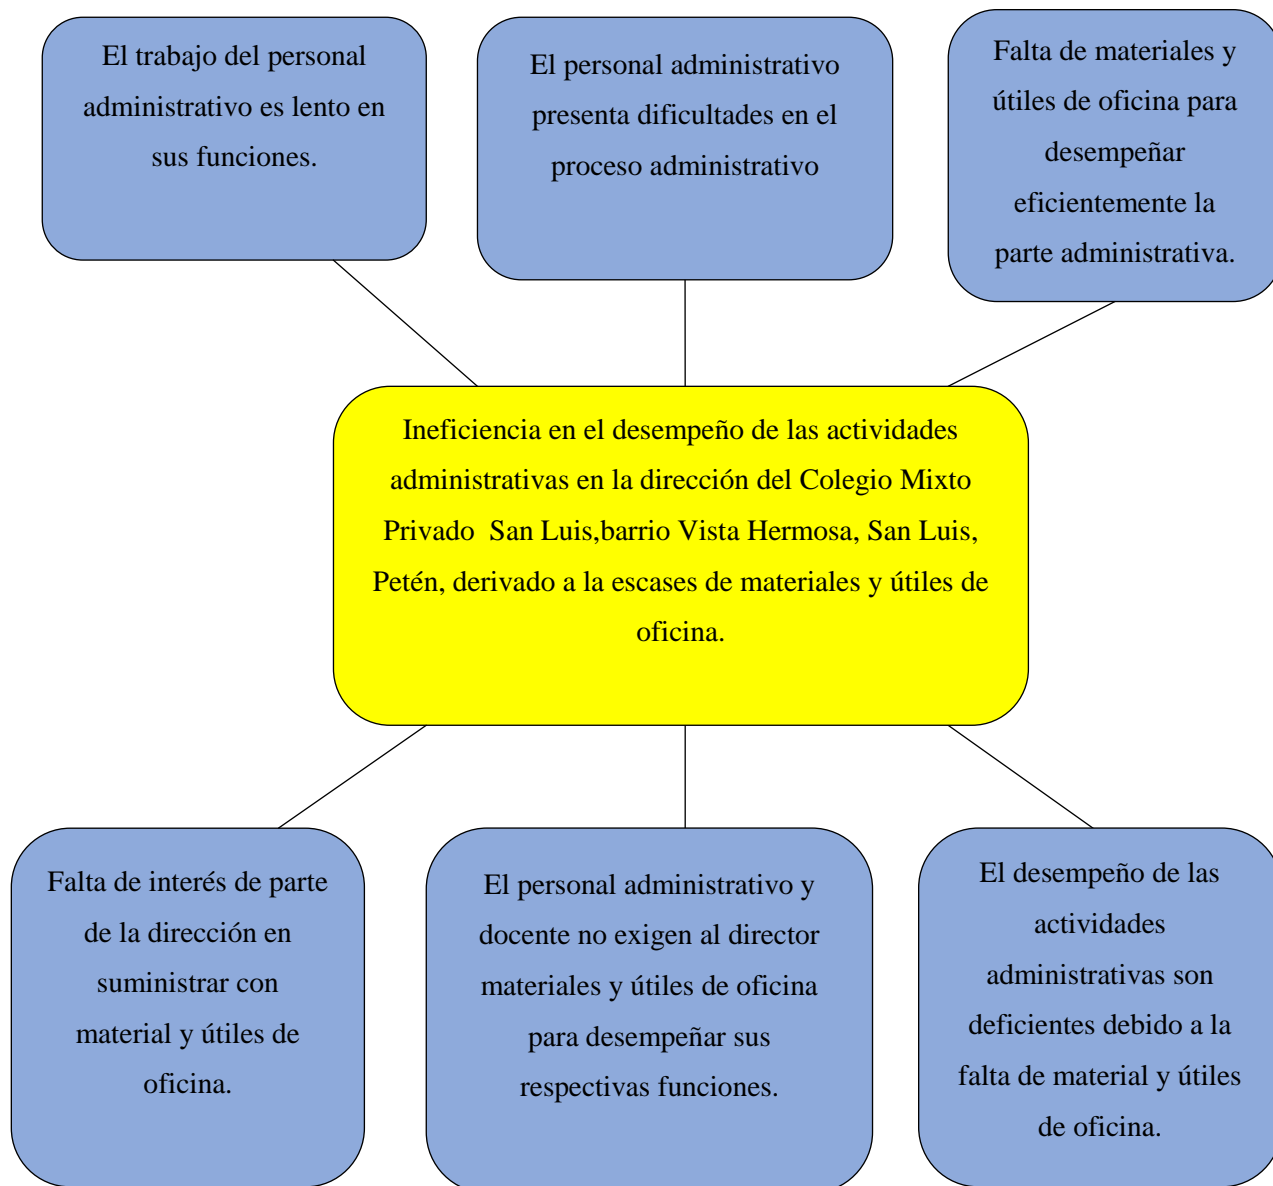 El trabajo del personal
administrativo es lento en
sus funciones.
El personal administrativo
presenta dificultades en el
proceso administrativo
Falta de materiales y
útiles de oficina para
desempeñar
eficientemente la
parte administrativa.
Ineficiencia en el desempeño de las actividades
administrativas en la dirección del Colegio Mixto
Privado  San Luis,barrio Vista Hermosa, San Luis,
Petén, derivado a la escases de materiales y útiles de
oficina.
Falta de interés de parte
de la dirección en
suministrar con
material y útiles de
oficina.
El personal administrativo y
docente no exigen al director
materiales y útiles de oficina
para desempeñar sus
respectivas funciones.
El desempeño de las
actividades
administrativas son
deficientes debido a la
falta de material y útiles
de oficina.